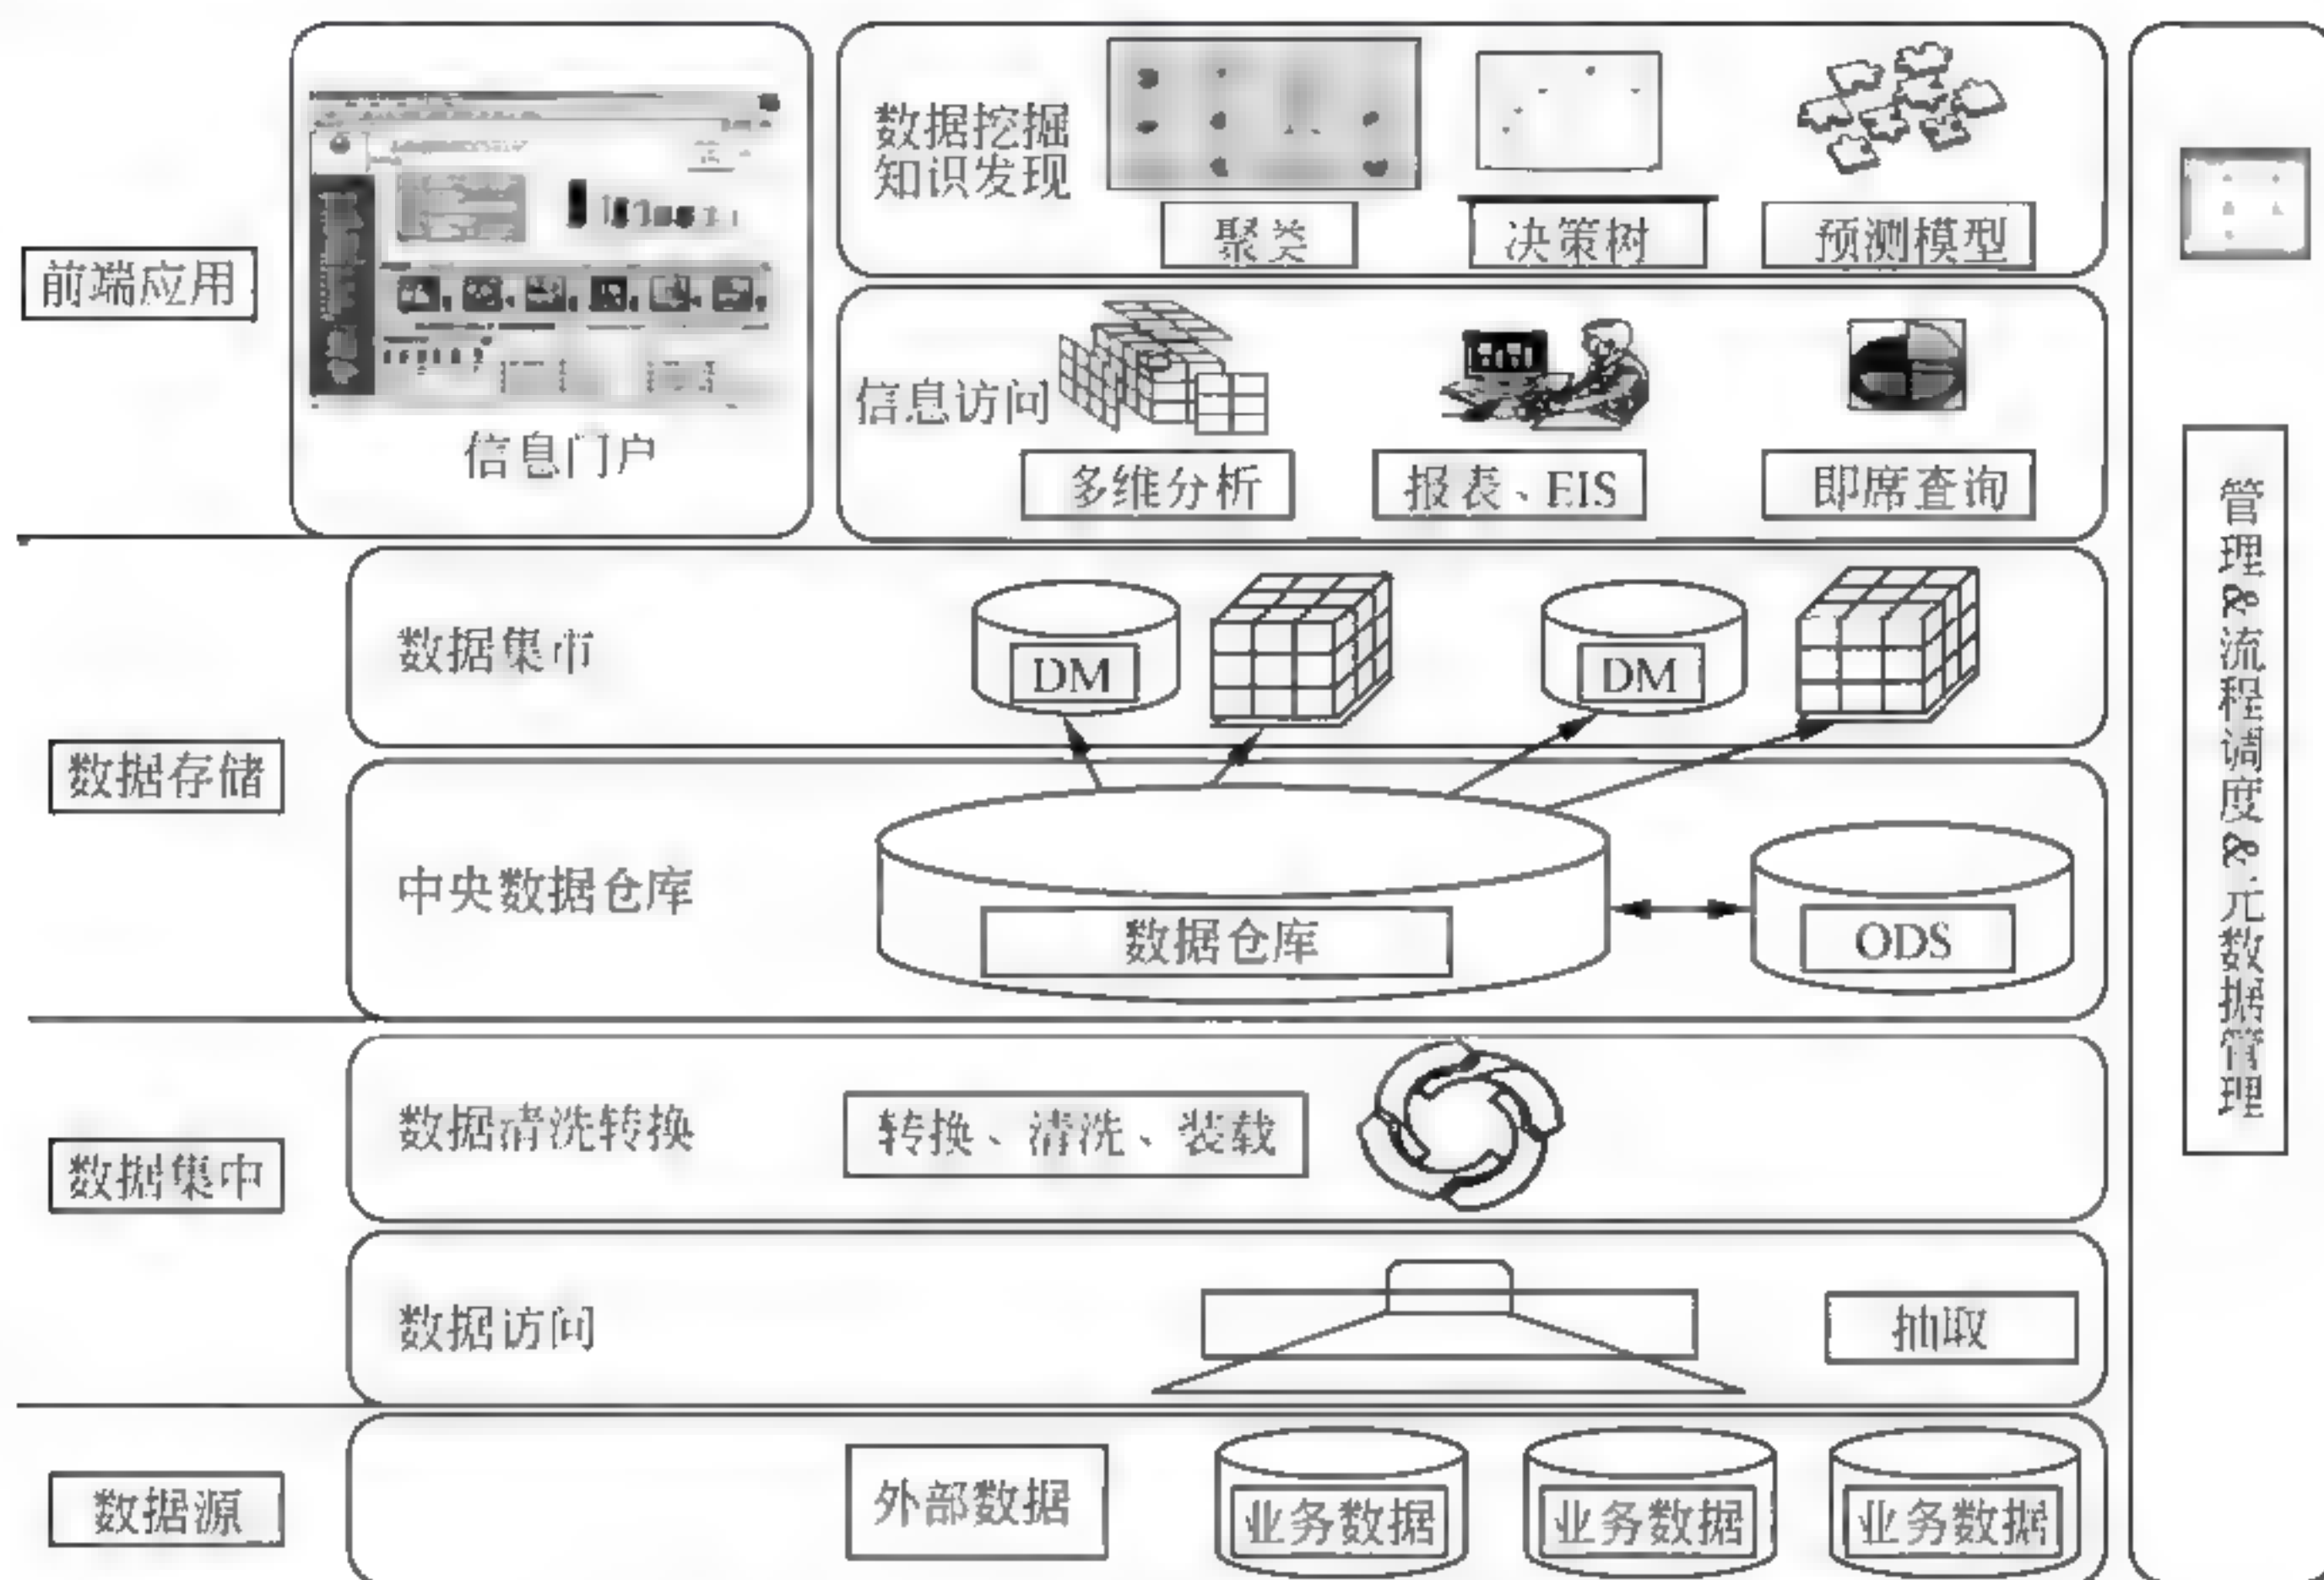 前端应用
信息门户
数据挖掘
知识发现
聚类
决策树
预测模型
信息访问
多维分析
报表、EIS
即席查询
数据存储
数据集市
DM
DM
中央数据仓库
数据仓库
ODS
数据集中
数据清洗转换
转换、清洗、装载
数据访问
抽取
数据源
外部数据
业务数据
业务数据
业务数据
管理&流程调度&元数据管理